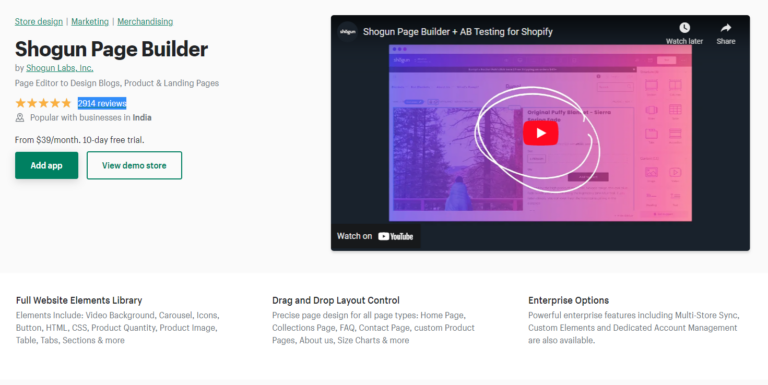 Store design | Marketing | Merchandising
Shogun Page Builder
by Shogun Labs, Inc.
Page Editor to Design Blogs, Product & Landing Pages
2914 reviews
Popular with businesses in India
From $39/month. 10-day free trial.
Add app
View demo store
shogun
Shogun Page Builder + AB Testing for Shopify
Watch later
Share
Original Puffy Blanket - Sierra
Watch on YouTube
Full Website Elements Library
Elements Include: Video Background, Carousel, Icons,
Button, HTML, CSS, Product Quantity, Product Image,
Table, Tabs, Sections & more
Drag and Drop Layout Control
Precise page design for all page types: Home Page,
Collections Page, FAQ, Contact Page, custom Product
Pages, About us, Size Charts & more
Enterprise Options
Powerful enterprise features including Multi-Store Sync,
Custom Elements and Dedicated Account Management
are also available.